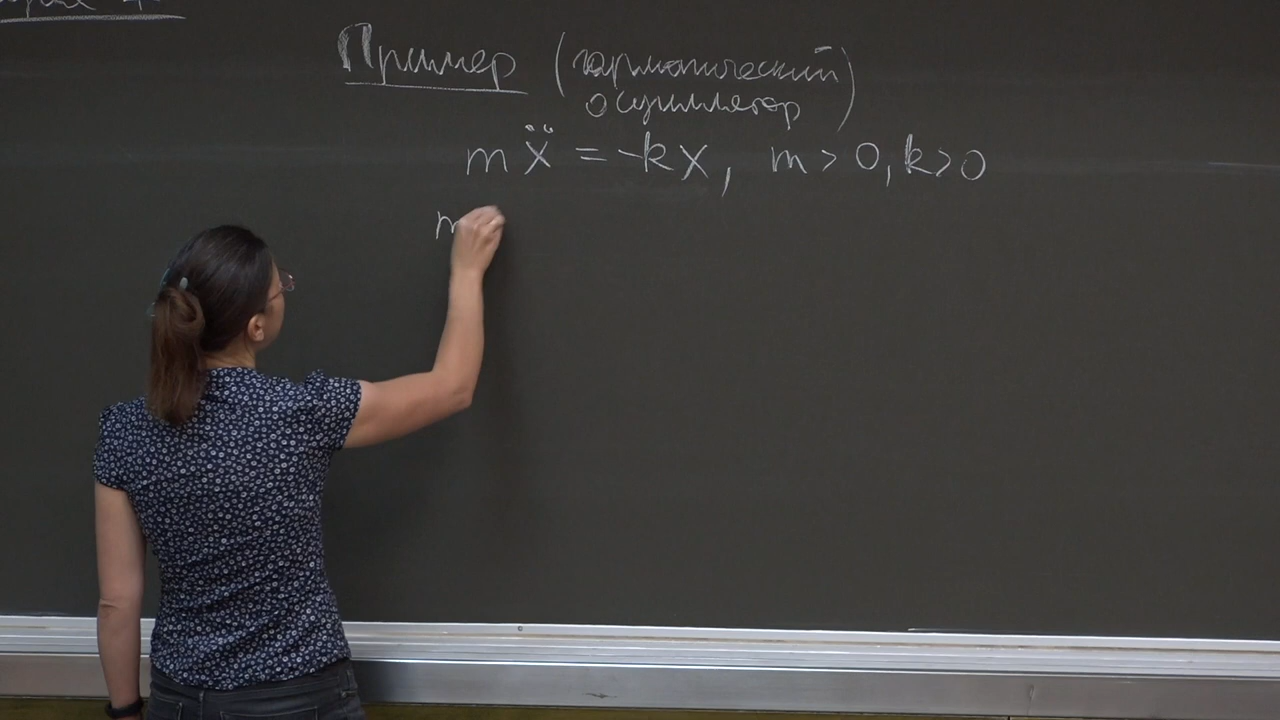 Пример (гармонический
осциллятор)
mẍ = -kx, m > 0, k > 0
m